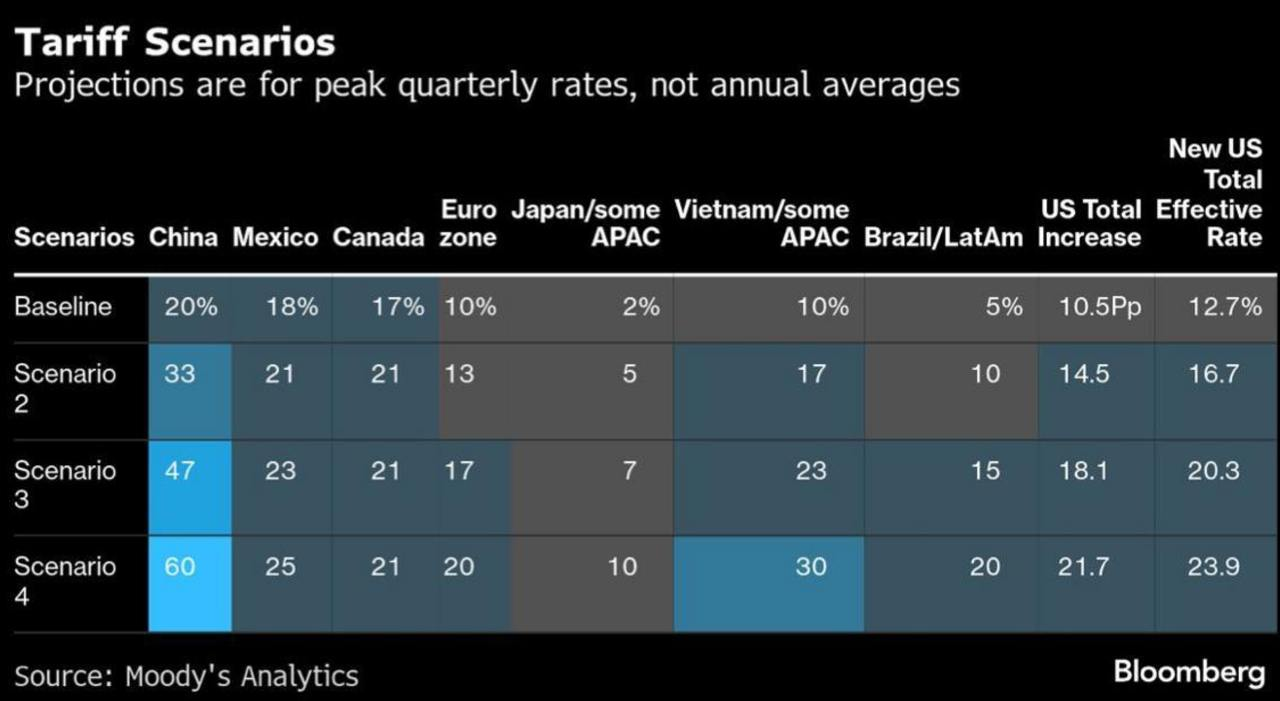 Tariff Scenarios
Projections are for peak quarterly rates, not annual averages
New US
Total
Euro Japan/some Vietnam/some US Total Effective
Scenarios China Mexico Canada zone APAC APAC Brazil/LatAm Increase Rate
Baseline 20% 18% 17% 10% 2% 10% 5% 10.5Pp 12.7%
Scenario 33 21 21 13 5 17 10 14.5 16.7
2
Scenario 47 23 21 17 7 23 15 18.1 20.3
3
Scenario 60 25 21 20 10 30 20 21.7 23.9
4
Source: Moody's Analytics Bloomberg